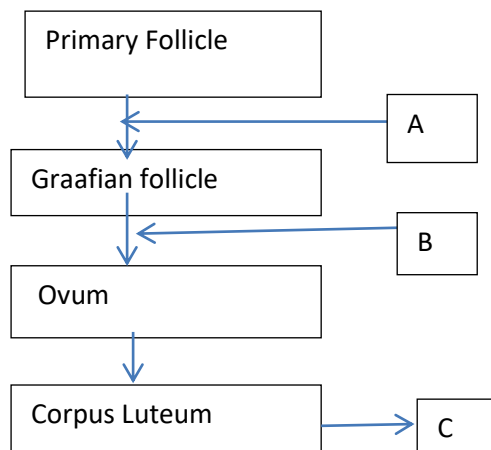 Primary Follicle
A
Graafian follicle
B
Ovum
Corpus Luteum
C